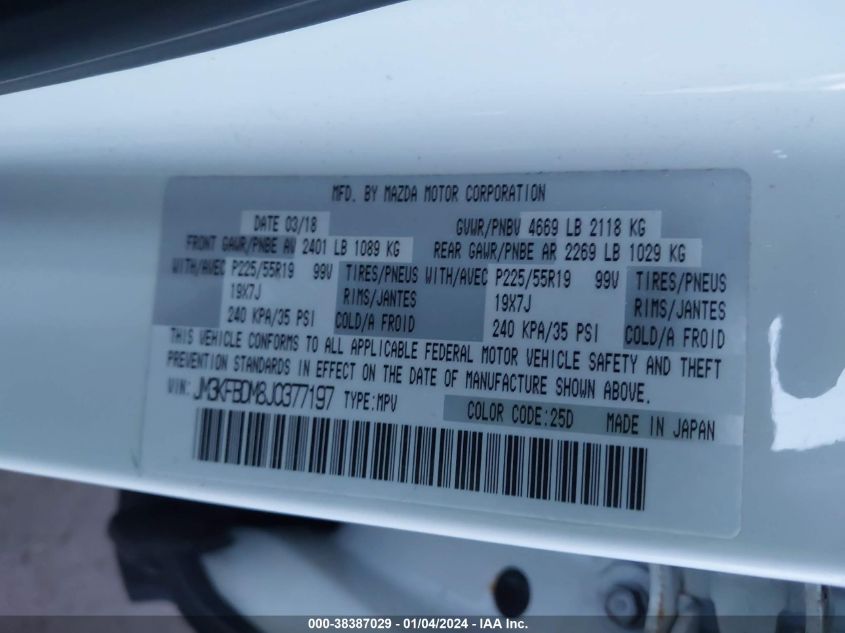 MFD. BY MAZDA MOTOR CORPORATION
DATE 03/18 GVWR/PNBV 4669 LB 2118 KG
FRONT GAWR/PNBE AV 2401 LB 1089 KG REAR GAWR/PNBE AR 2269 LB 1029 KG
WITH/AVEC P225/55R19 99V TIRES/PNEUS WITH/AVEC P225/55R19 99V TIRES/PNEUS
19X7J RIMS/JANTES 19X7J RIMS/JANTES
240 KPA/35 PSI COLD/A FROID 240 KPA/35 PSI COLD/A FROID
THIS VEHICLE CONFORMS TO ALL APPLICABLE FEDERAL MOTOR VEHICLE SAFETY AND THEFT
PREVENTION STANDARDS IN EFFECT ON THE DATE OF MANUFACTURE SHOWN ABOVE.
VIN: JM3KFBDM8J0377197 TYPE:MPV COLOR CODE:25D MADE IN JAPAN
000-38387029 - 01/04/2024 - IAA Inc.